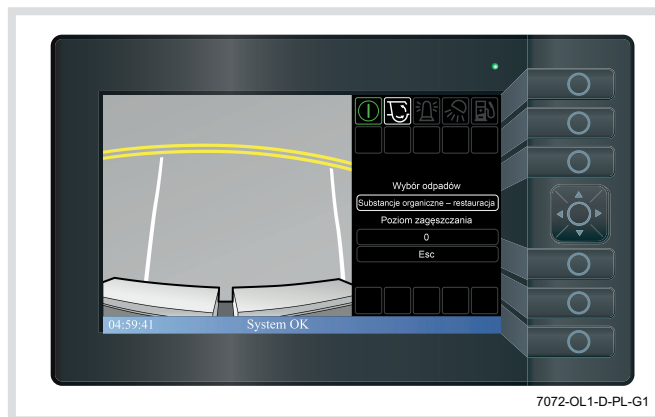 Wybór odpadów
Substancje organiczne – restauracja
Poziom zagęszczania
0
Esc
04:59:41 System OK
7072-OL1-D-PL-G1